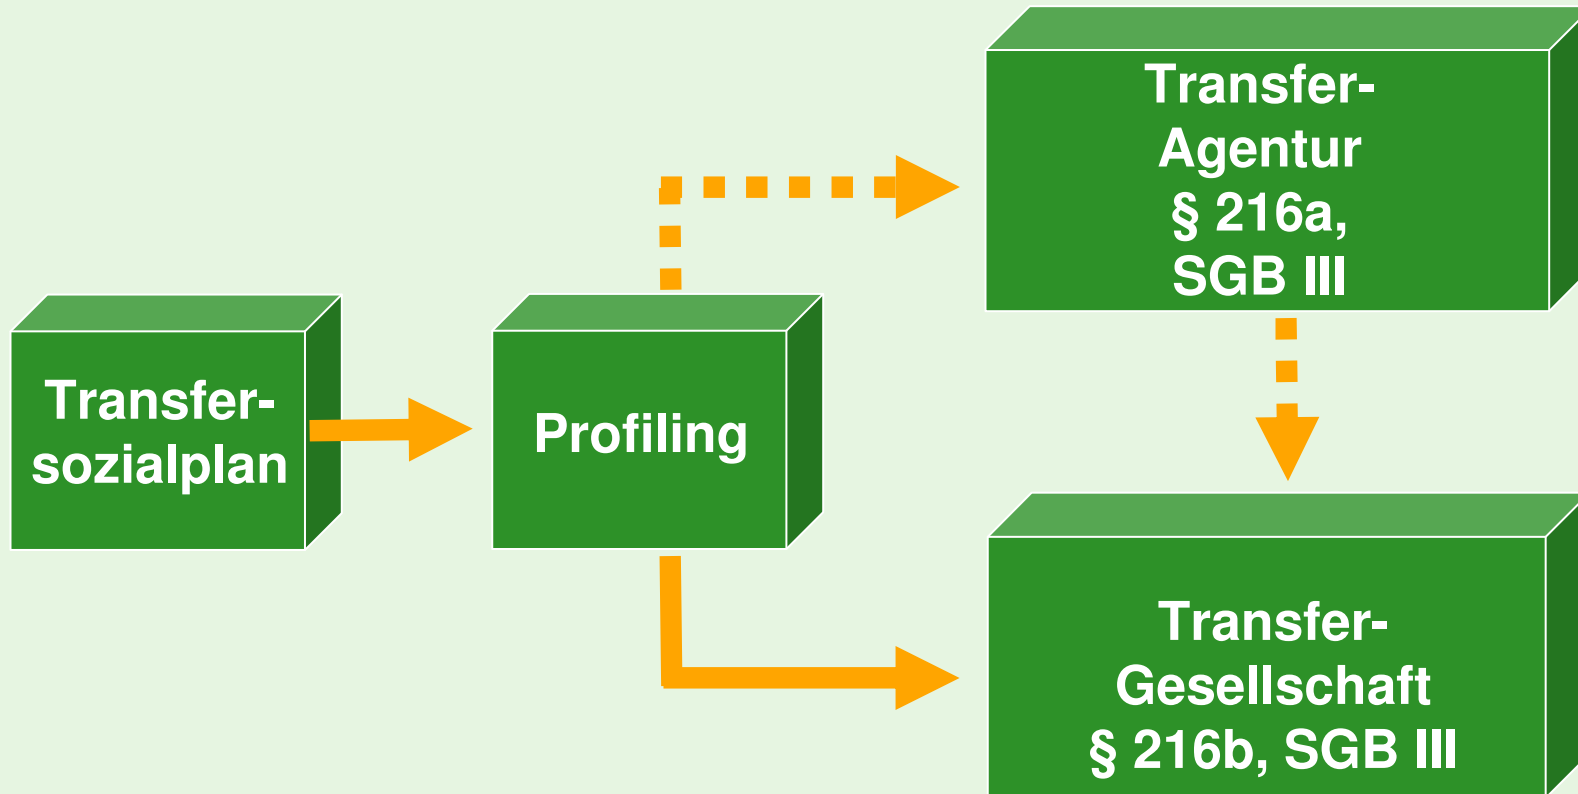 Transfer-
sozialplan
Profiling
Transfer-
Agentur
§ 216a,
SGB III
Transfer-
Gesellschaft
§ 216b, SGB III